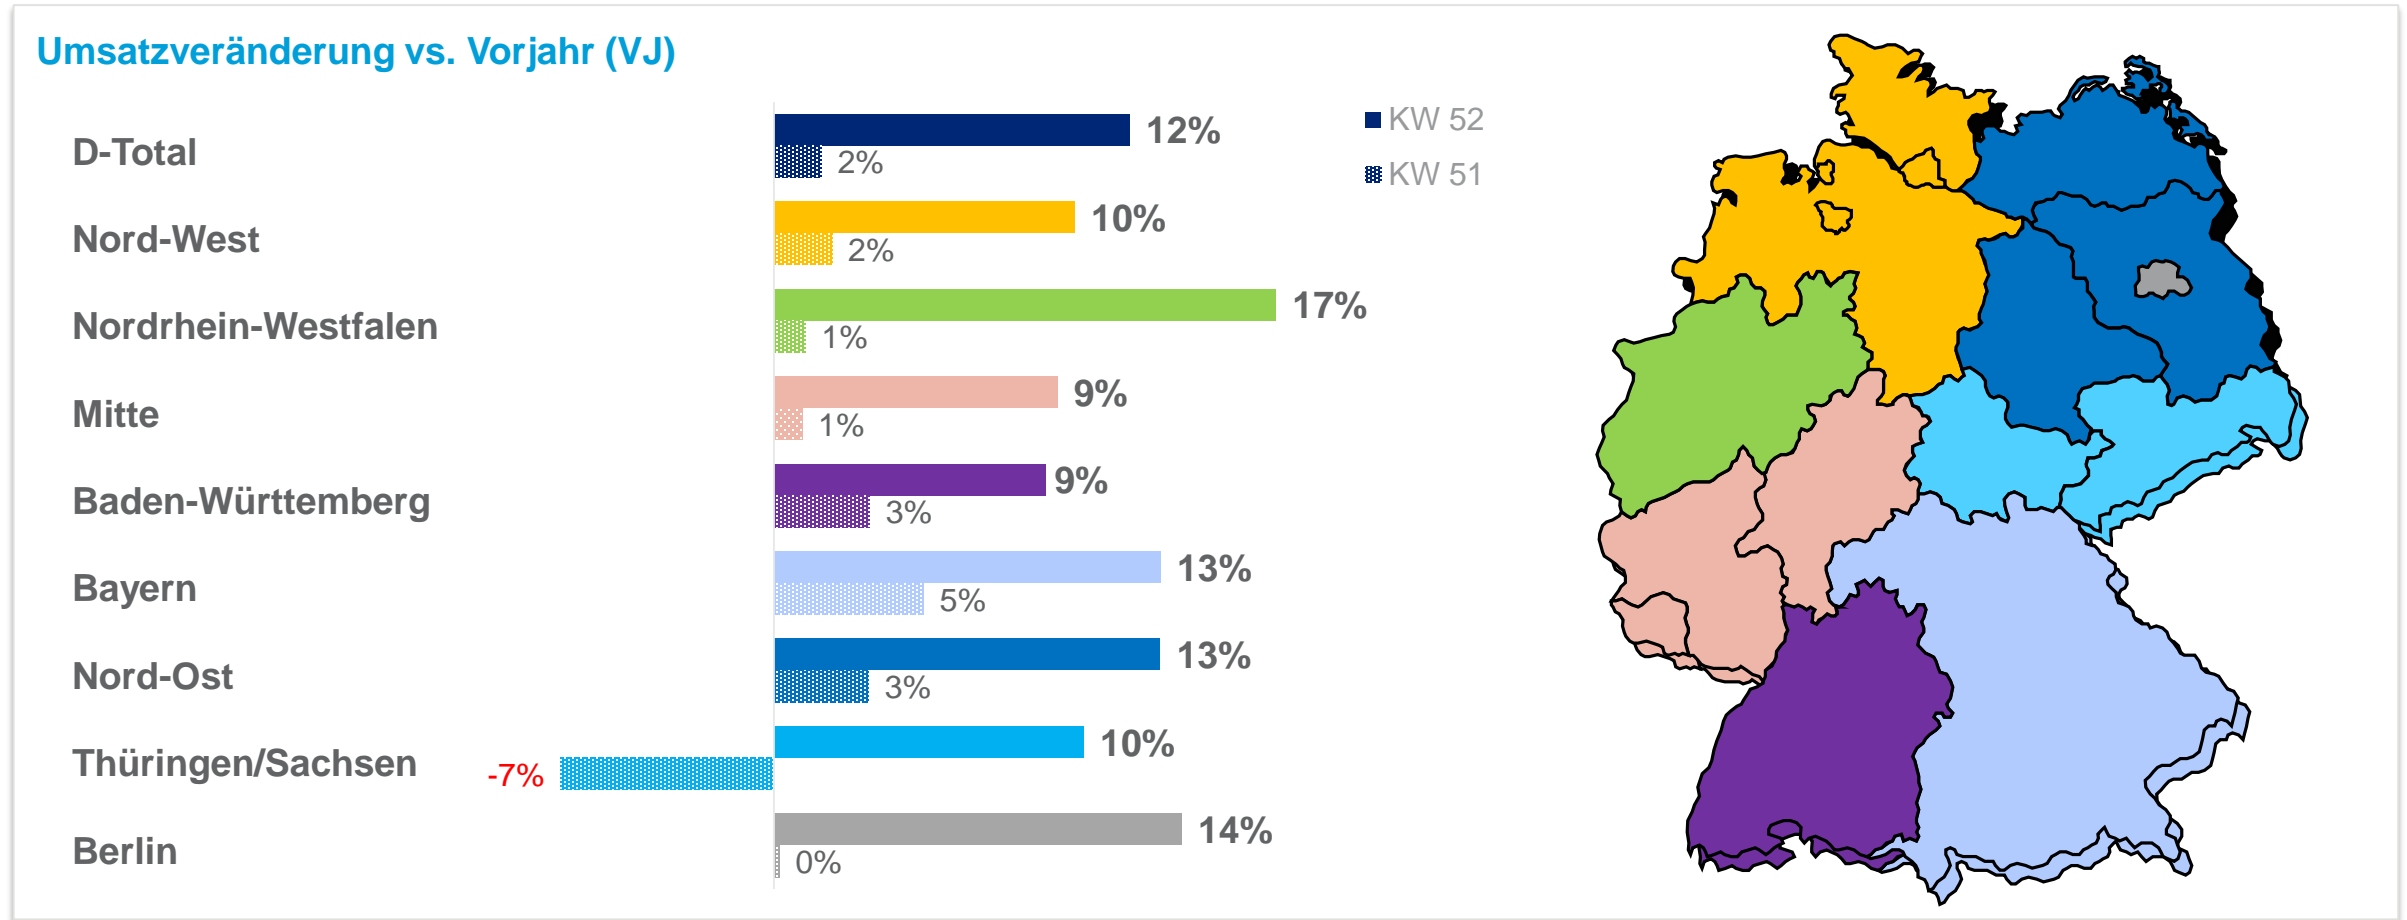 Umsatzveränderung vs. Vorjahr (VJ)
KW 52
KW 51
D-Total
12%
2%
Nord-West
10%
2%
Nordrhein-Westfalen
17%
1%
Mitte
9%
1%
Baden-Württemberg
9%
3%
Bayern
13%
5%
Nord-Ost
13%
3%
Thüringen/Sachsen
10%
-7%
Berlin
14%
0%